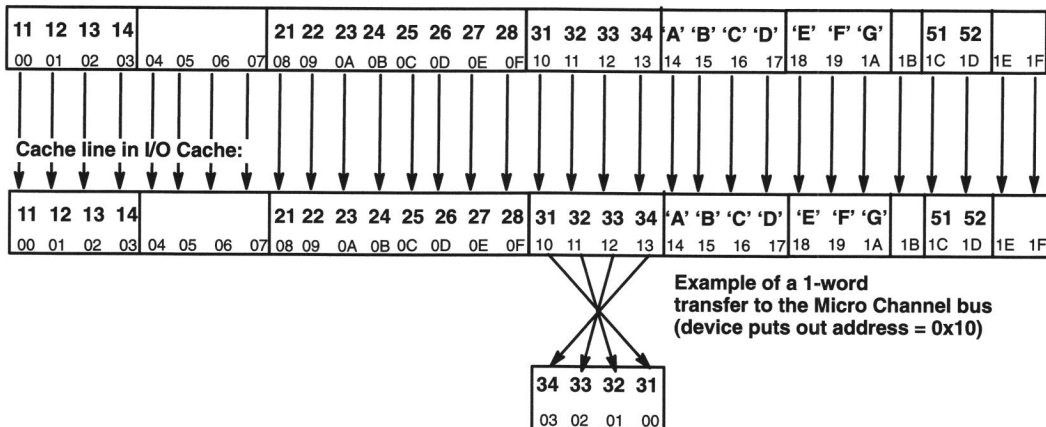 11 12 13 14 21 22 23 24 25 26 27 28 31 32 33 34 ‘A’ ‘B’ ‘C’ ‘D’ ‘E’ ‘F’ ‘G’ 51 52
00 01 02 03 04 05 06 07 08 09 0A 0B 0C 0D 0E 0F 10 11 12 13 14 15 16 17 18 19 1A 1B 1C 1D 1E 1F
Cache line in I/O Cache:
11 12 13 14 21 22 23 24 25 26 27 28 31 32 33 34 ‘A’ ‘B’ ‘C’ ‘D’ ‘E’ ‘F’ ‘G’ 51 52
00 01 02 03 04 05 06 07 08 09 0A 0B 0C 0D 0E 0F 10 11 12 13 14 15 16 17 18 19 1A 1B 1C 1D 1E 1F
Example of a 1-word
transfer to the Micro Channel bus
(device puts out address = 0x10)
34 33 32 31
03 02 01 00